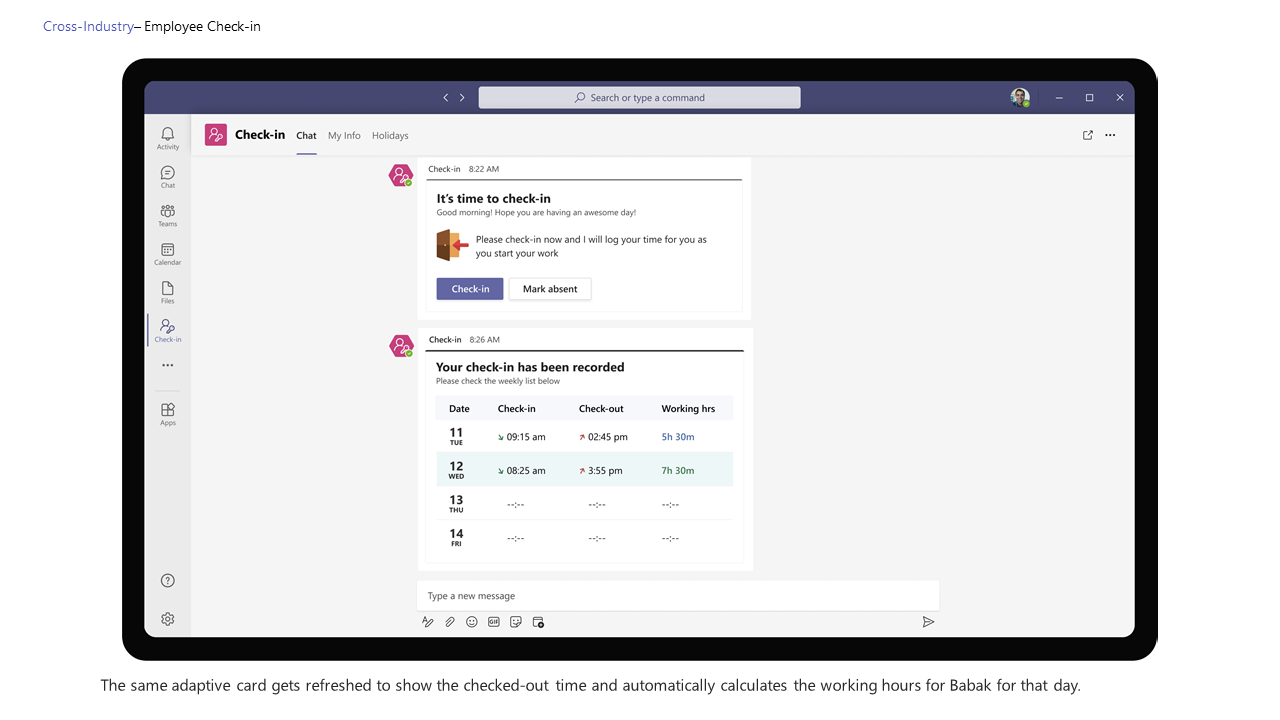 Cross-Industry– Employee Check-in
Search or type a command
Check-in Chat My Info Holidays
Activity
Chat
Teams
Calendar
Files
Check-in
Apps
Check-in 8:22 AM
It's time to check-in
Good morning! Hope you are having an awesome day!
Please check-in now and I will log your time for you as
you start your work
Check-in Mark absent
Check-in 8:26 AM
Your check-in has been recorded
Please check the weekly list below
Date Check-in Check-out Working hrs
11 TUE 09:15 am 02:45 pm 5h 30m
12 WED 08:25 am 3:55 pm 7h 30m
13 THU --:-- --:-- --:--
14 FRI --:-- --:-- --:--
Type a new message
GIF
The same adaptive card gets refreshed to show the checked-out time and automatically calculates the working hours for Babak for that day.